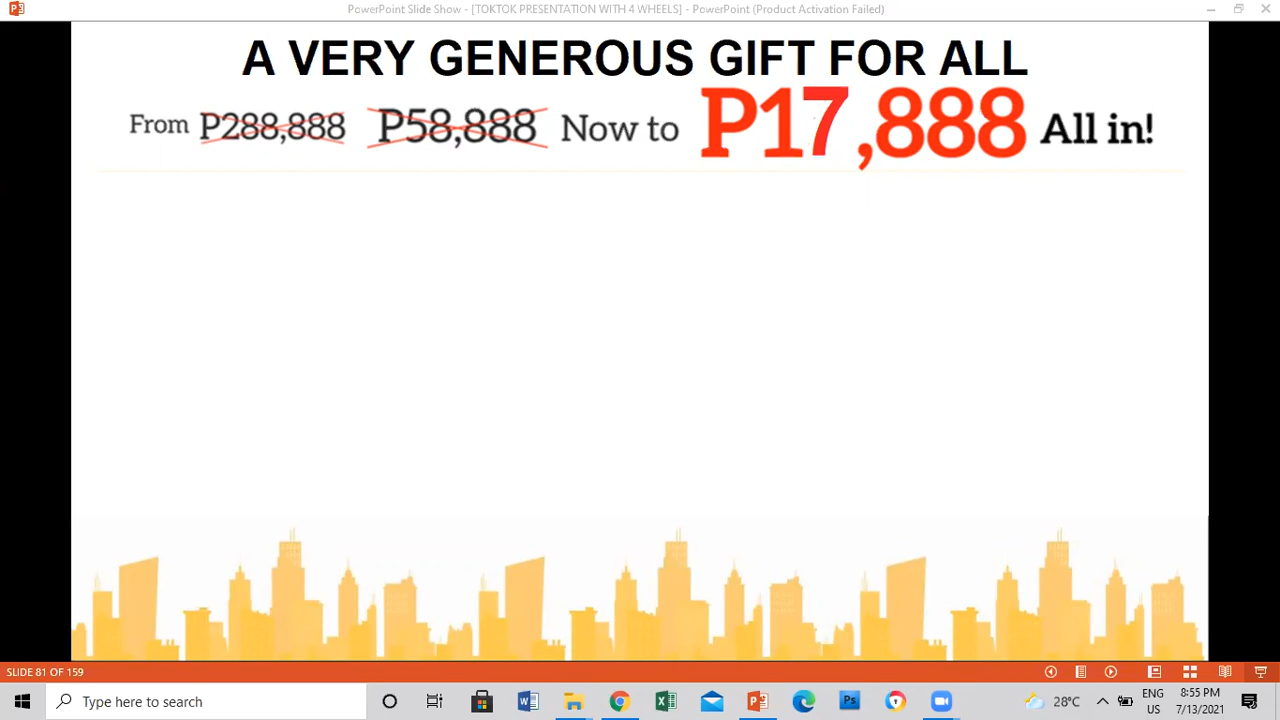 PowerPoint Slide Show - [TOKTOK PRESENTATION WITH 4 WHEELS] - PowerPoint (Product Activation Failed)
A VERY GENEROUS GIFT FOR ALL
From P288,888 P58,888 Now to P17,888 All in!
SLIDE 81 OF 159
Type here to search
28°C
ENG
US
8:55 PM
7/13/2021